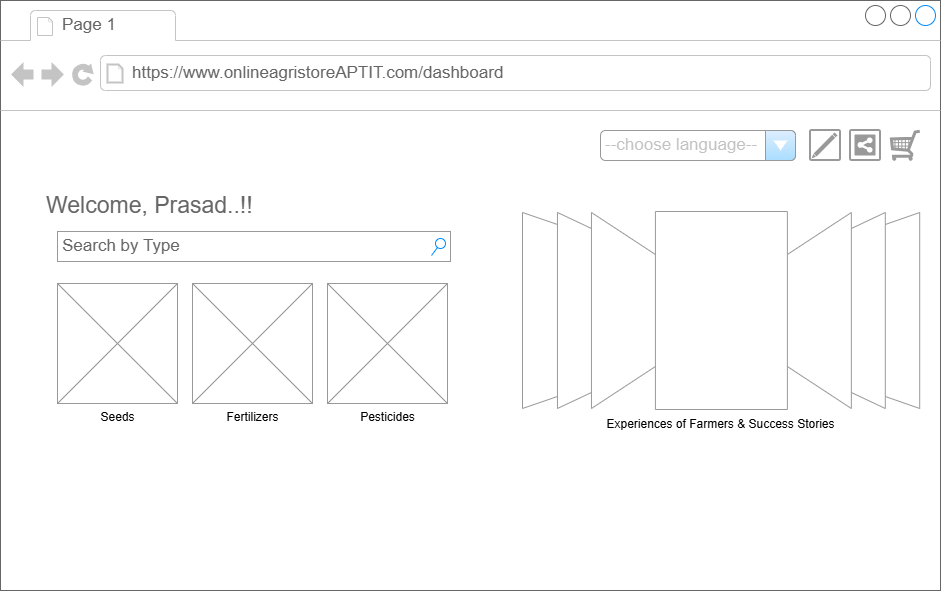 Page 1
https://www.onlineagristoreAPTIT.com/dashboard
--choose language--
Welcome, Prasad..!!
Search by Type
Seeds
Fertilizers
Pesticides
Experiences of Farmers & Success Stories